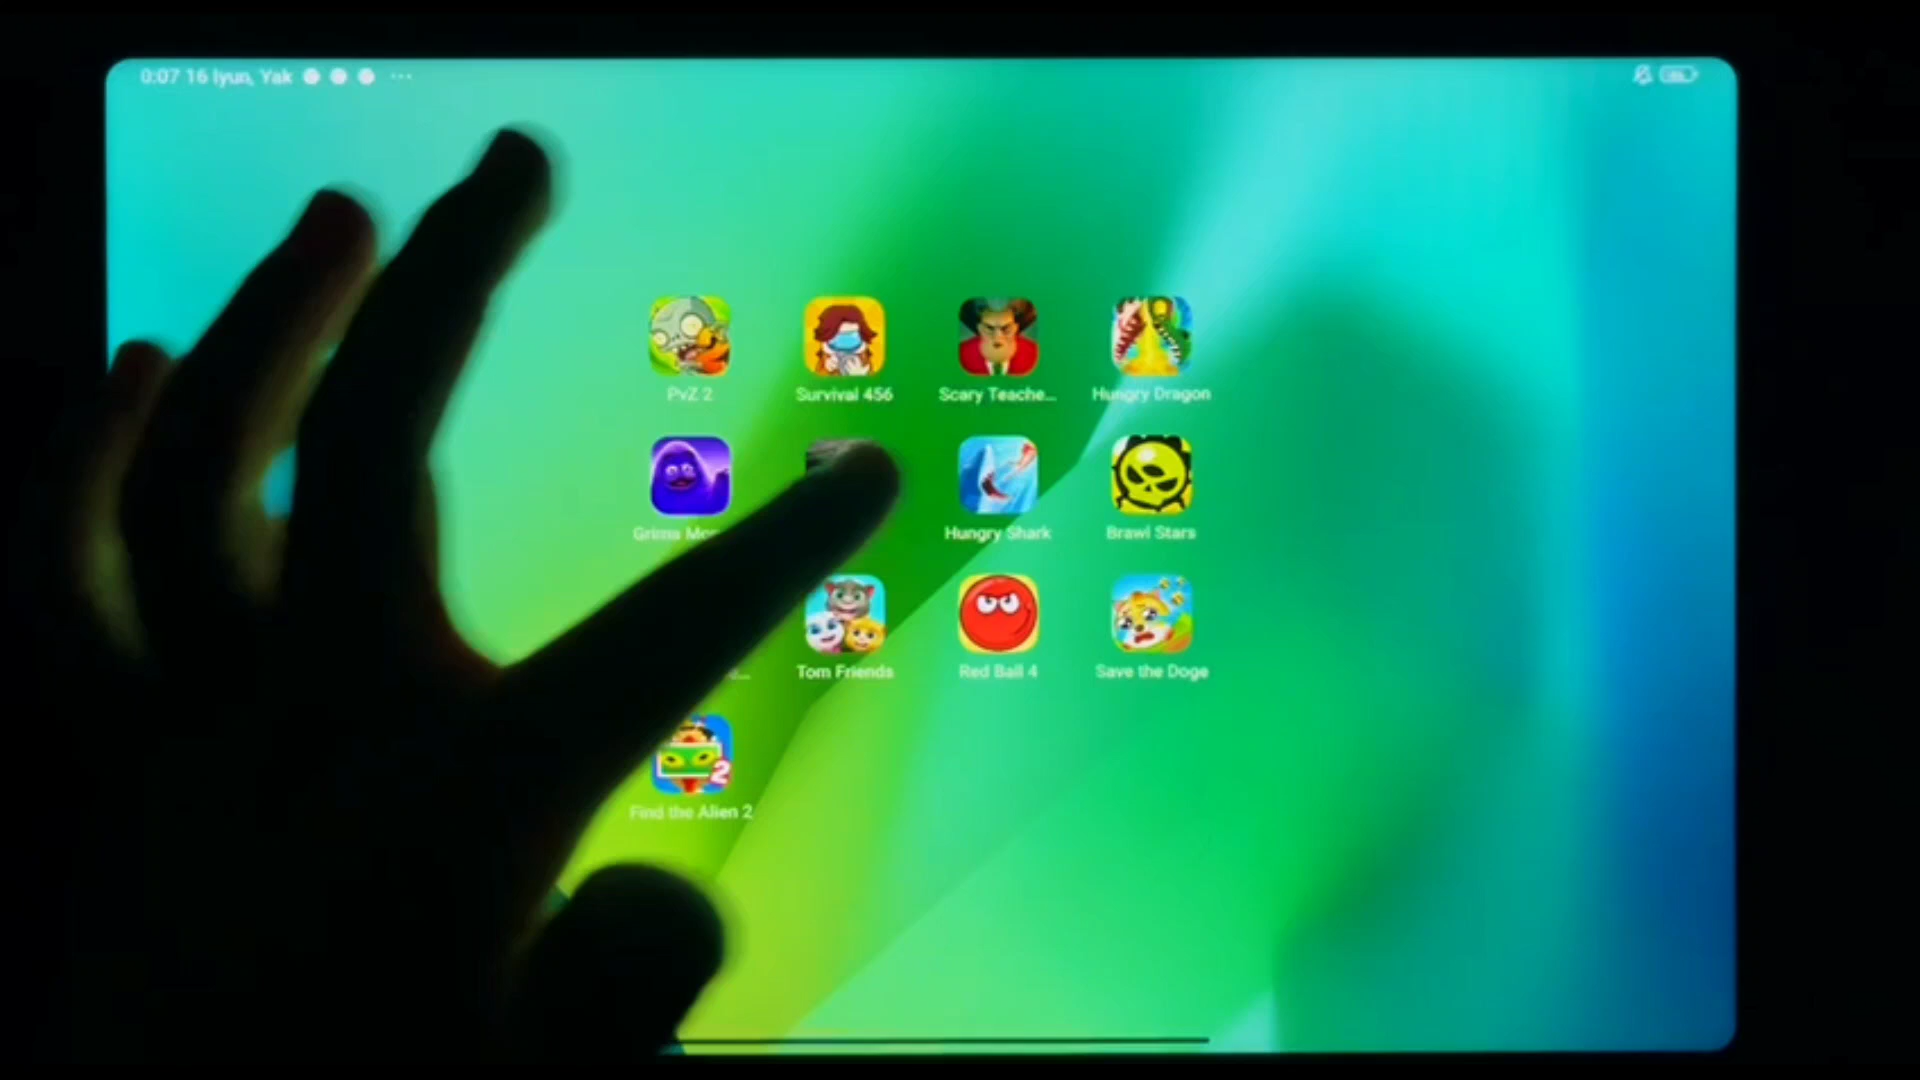 0:07 16 Iyun, Yak
PvZ 2
Survival 456
Scary Teache...
Hungry Dragon
Hungry Shark
Brawl Stars
Tom Friends
Red Ball 4
Save the Doge
2
Find the Alien 2